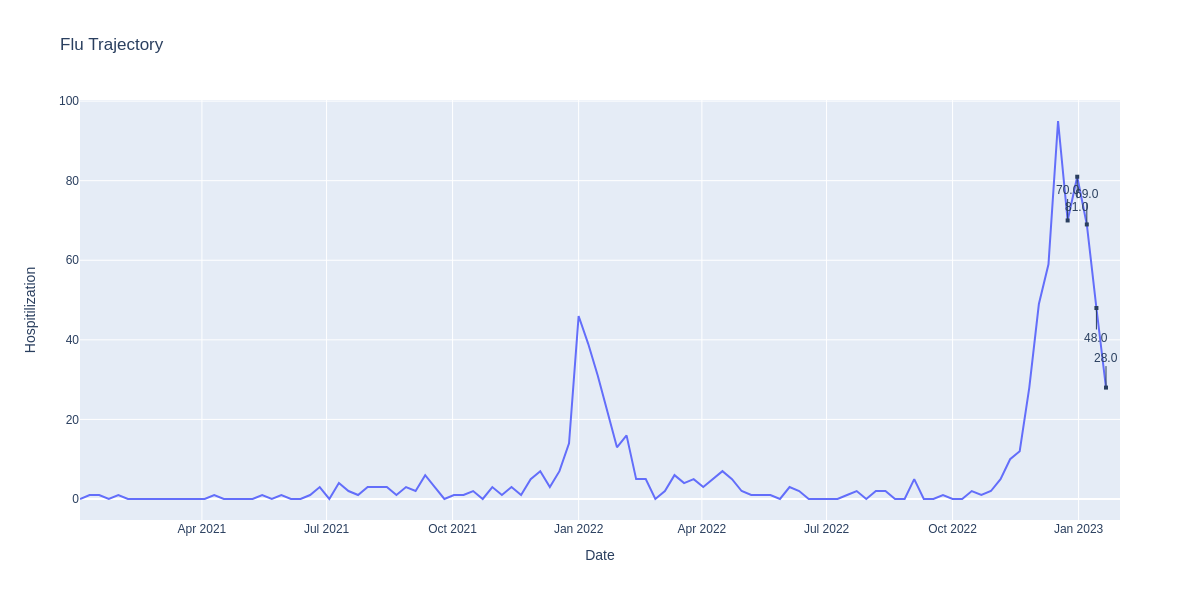 Flu Trajectory
100
80
60
40
20
0
Hospitilization
70.0
69.0
81.0
48.0
28.0
Apr 2021
Jul 2021
Oct 2021
Jan 2022
Apr 2022
Jul 2022
Oct 2022
Jan 2023
Date